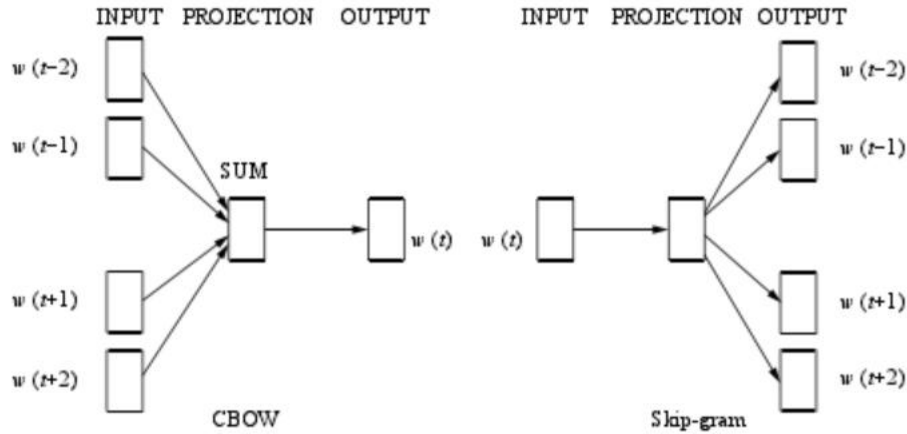 INPUT PROJECTION OUTPUT INPUT PROJECTION OUTPUT
w (t−2) w (t−2)
w (t−1) w (t−1)
SUM
w (t) w (t)
w (t+1) w (t+1)
w (t+2) w (t+2)
CBOW Skip-gram